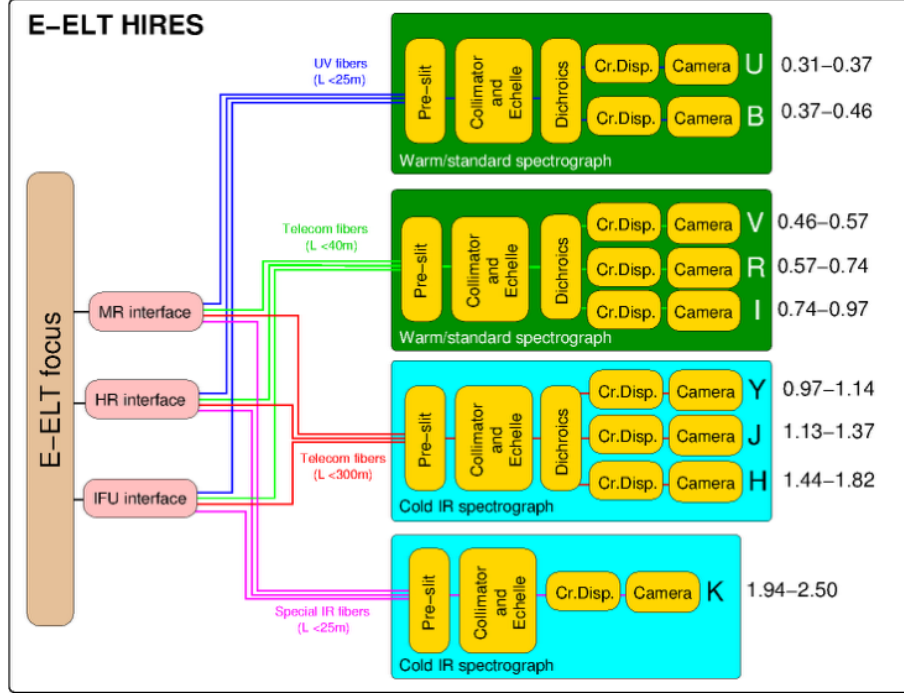 E-ELT HIRES
UV fibers
(L <25m)
Pre-slit
Collimator
and
Echelle
Dichroics
Cr.Disp.
Camera
U
0.31-0.37
Cr.Disp.
Camera
B
0.37-0.46
Warm/standard spectrograph
Telecom fibers
(L <40m)
Pre-slit
Collimator
and
Echelle
Dichroics
Cr.Disp.
Camera
V
0.46-0.57
Cr.Disp.
Camera
R
0.57-0.74
Cr.Disp.
Camera
I
0.74-0.97
Warm/standard spectrograph
E-ELT focus
MR interface
HR interface
IFU interface
Telecom fibers
(L <300m)
Pre-slit
Collimator
and
Echelle
Dichroics
Cr.Disp.
Camera
Y
0.97-1.14
Cr.Disp.
Camera
J
1.13-1.37
Cr.Disp.
Camera
H
1.44-1.82
Cold IR spectrograph
Special IR fibers
(L <25m)
Pre-slit
Collimator
and
Echelle
Cr.Disp.
Camera
K
1.94-2.50
Cold IR spectrograph